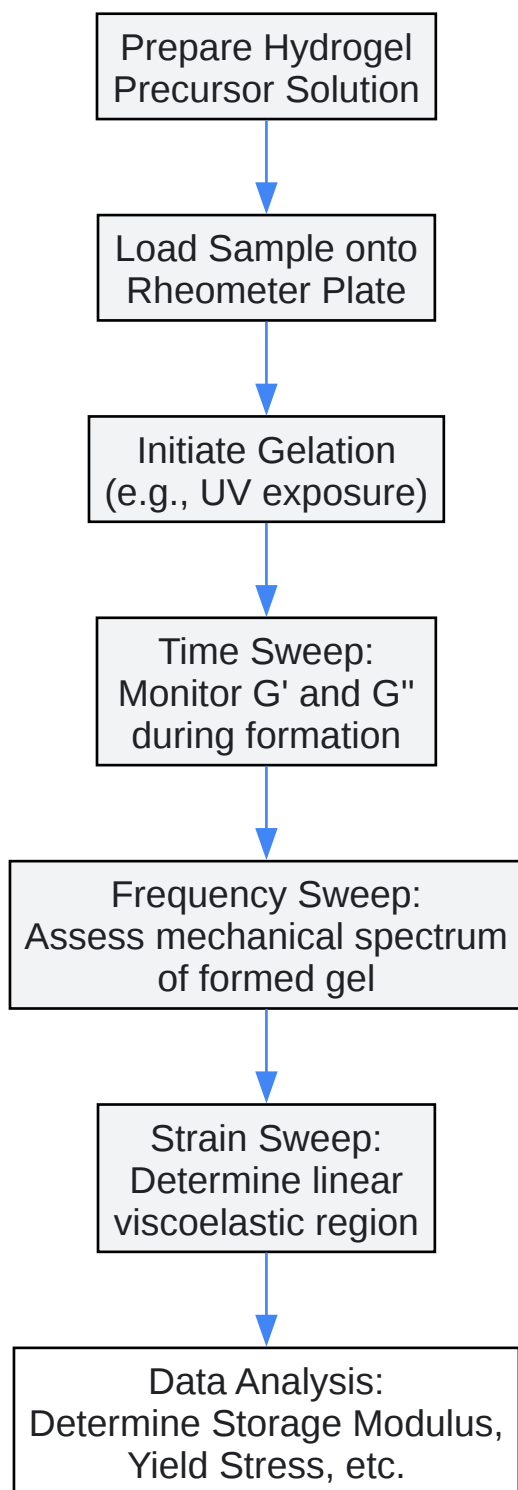 Prepare Hydrogel
Precursor Solution
Load Sample onto
Rheometer Plate
Initiate Gelation
(e.g., UV exposure)
Time Sweep:
Monitor G' and G"
during formation
Frequency Sweep:
Assess mechanical spectrum
of formed gel
Strain Sweep:
Determine linear
viscoelastic region
Data Analysis:
Determine Storage Modulus,
Yield Stress, etc.